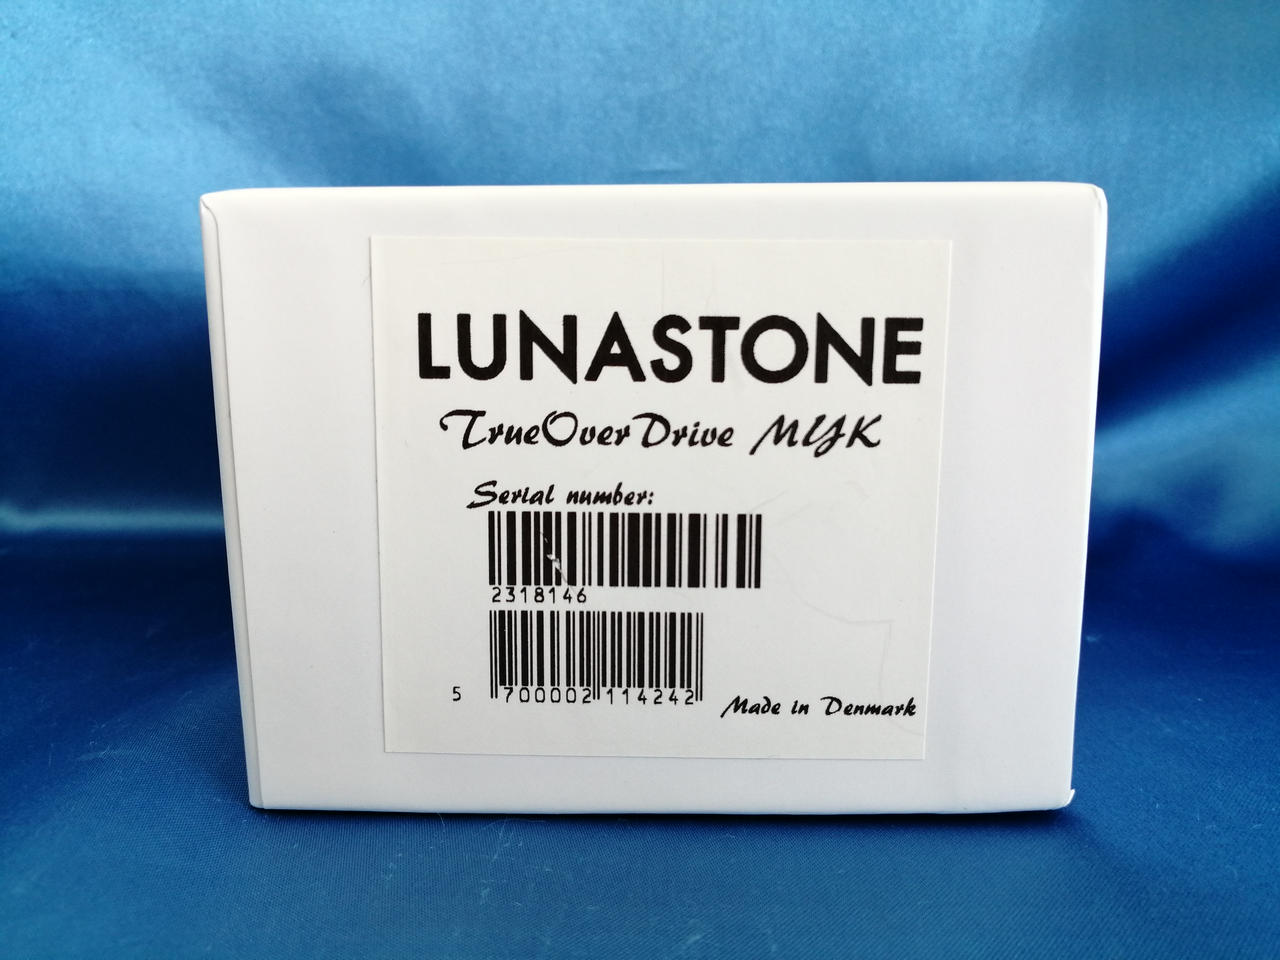 LUNASTONE
TrueOverDrive MYK
Serial number:
2318146
5 700002 114242
Made in Denmark